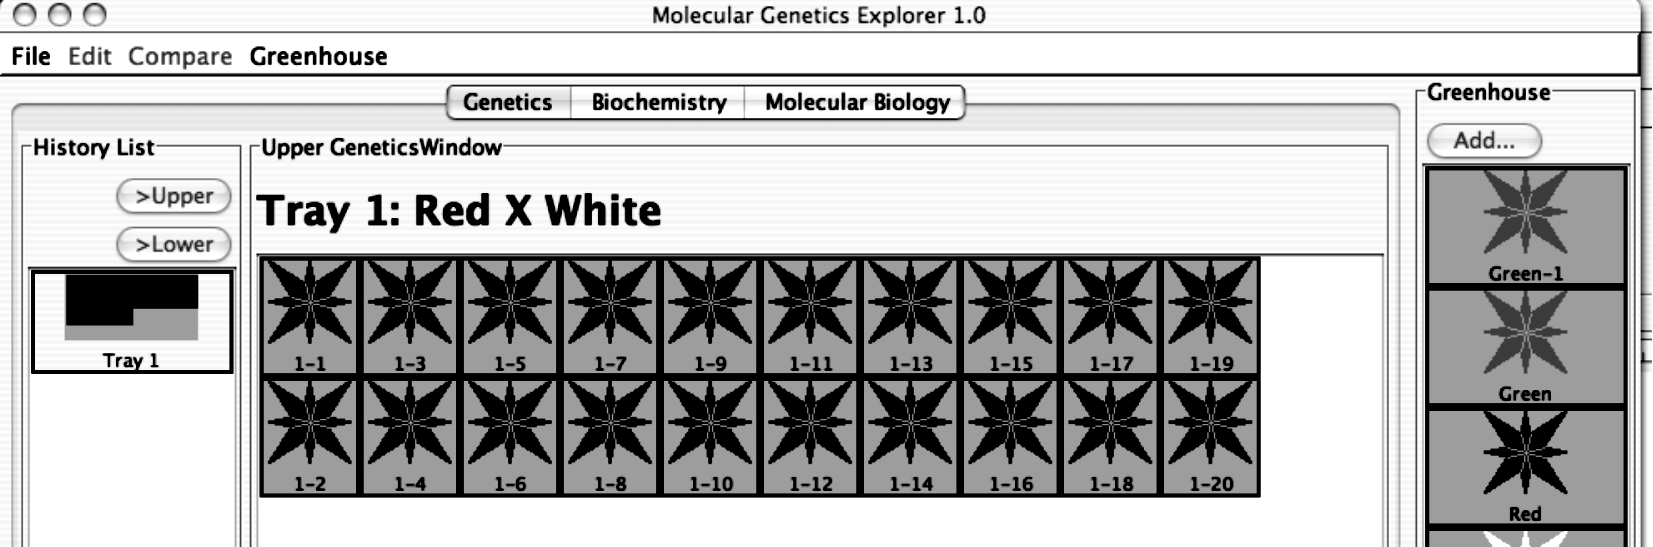 Molecular Genetics Explorer 1.0
File Edit Compare Greenhouse
Genetics Biochemistry Molecular Biology
History List
>Upper
>Lower
Tray 1
Upper GeneticsWindow
Tray 1: Red X White
1-1 1-3 1-5 1-7 1-9 1-11 1-13 1-15 1-17 1-19
1-2 1-4 1-6 1-8 1-10 1-12 1-14 1-16 1-18 1-20
Greenhouse
Add...
Green-1
Green
Red